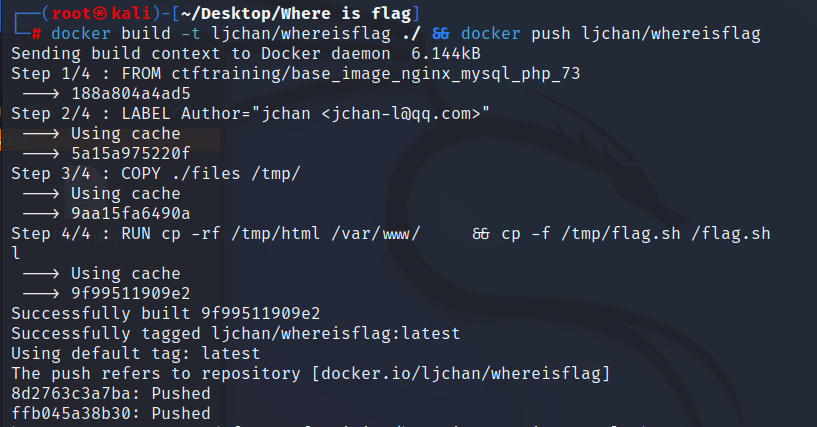 ┌──(root㉿kali)-[~/Desktop/Where is flag]
└─# docker build -t ljchan/whereisflag ./ && docker push ljchan/whereisflag
Sending build context to Docker daemon  6.144kB
Step 1/4 : FROM ctftraining/base_image_nginx_mysql_php_73
 ---> 188a804a4ad5
Step 2/4 : LABEL Author="jchan <jchan-l@qq.com>"
 ---> Using cache
 ---> 5a15a975220f
Step 3/4 : COPY ./files /tmp/
 ---> Using cache
 ---> 9aa15fa6490a
Step 4/4 : RUN cp -rf /tmp/html /var/www/     && cp -f /tmp/flag.sh /flag.sh
l
 ---> Using cache
 ---> 9f99511909e2
Successfully built 9f99511909e2
Successfully tagged ljchan/whereisflag:latest
Using default tag: latest
The push refers to repository [docker.io/ljchan/whereisflag]
8d2763c3a7ba: Pushed
ffb045a38b30: Pushed